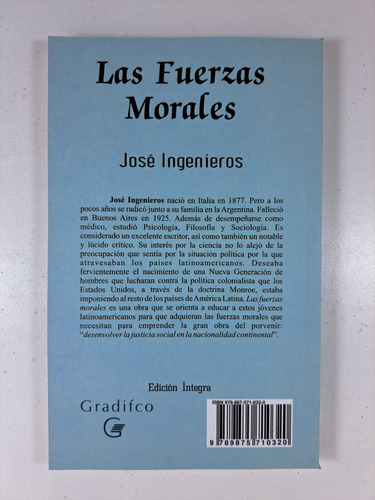 Las Fuerzas
Morales
José Ingenieros
José Ingenieros nació en Italia en 1877. Pero a los
pocos años se radicó junto a su familia en la Argentina. Falleció
en Buenos Aires en 1925. Además de desempeñarse como
médico, estudió Psicología, Filosofía y Sociología. Es
considerado un excelente escritor, así como también un notable
y lúcido crítico. Su interés por la ciencia no lo alejó de la
preocupación que sentía por la situación política por la que
atravesaban los países latinoamericanos. Deseaba
fervientemente el nacimiento de una Nueva Generación de
hombres que lucharan contra la política colonialista que los
Estados Unidos, a través de la doctrina Monroe, estaba
imponiendo al resto de los países de América Latina. Las fuerzas
morales es una obra que se orienta a educar a estos jóvenes
latinoamericanos para que adquieran las fuerzas morales que
necesitan para emprender la gran obra del porvenir:
"desenvolver la justicia social en la nacionalidad continental".
Edición Íntegra
Gradifco
G
ISBN 978-987-571-032-0
9 789875 710320